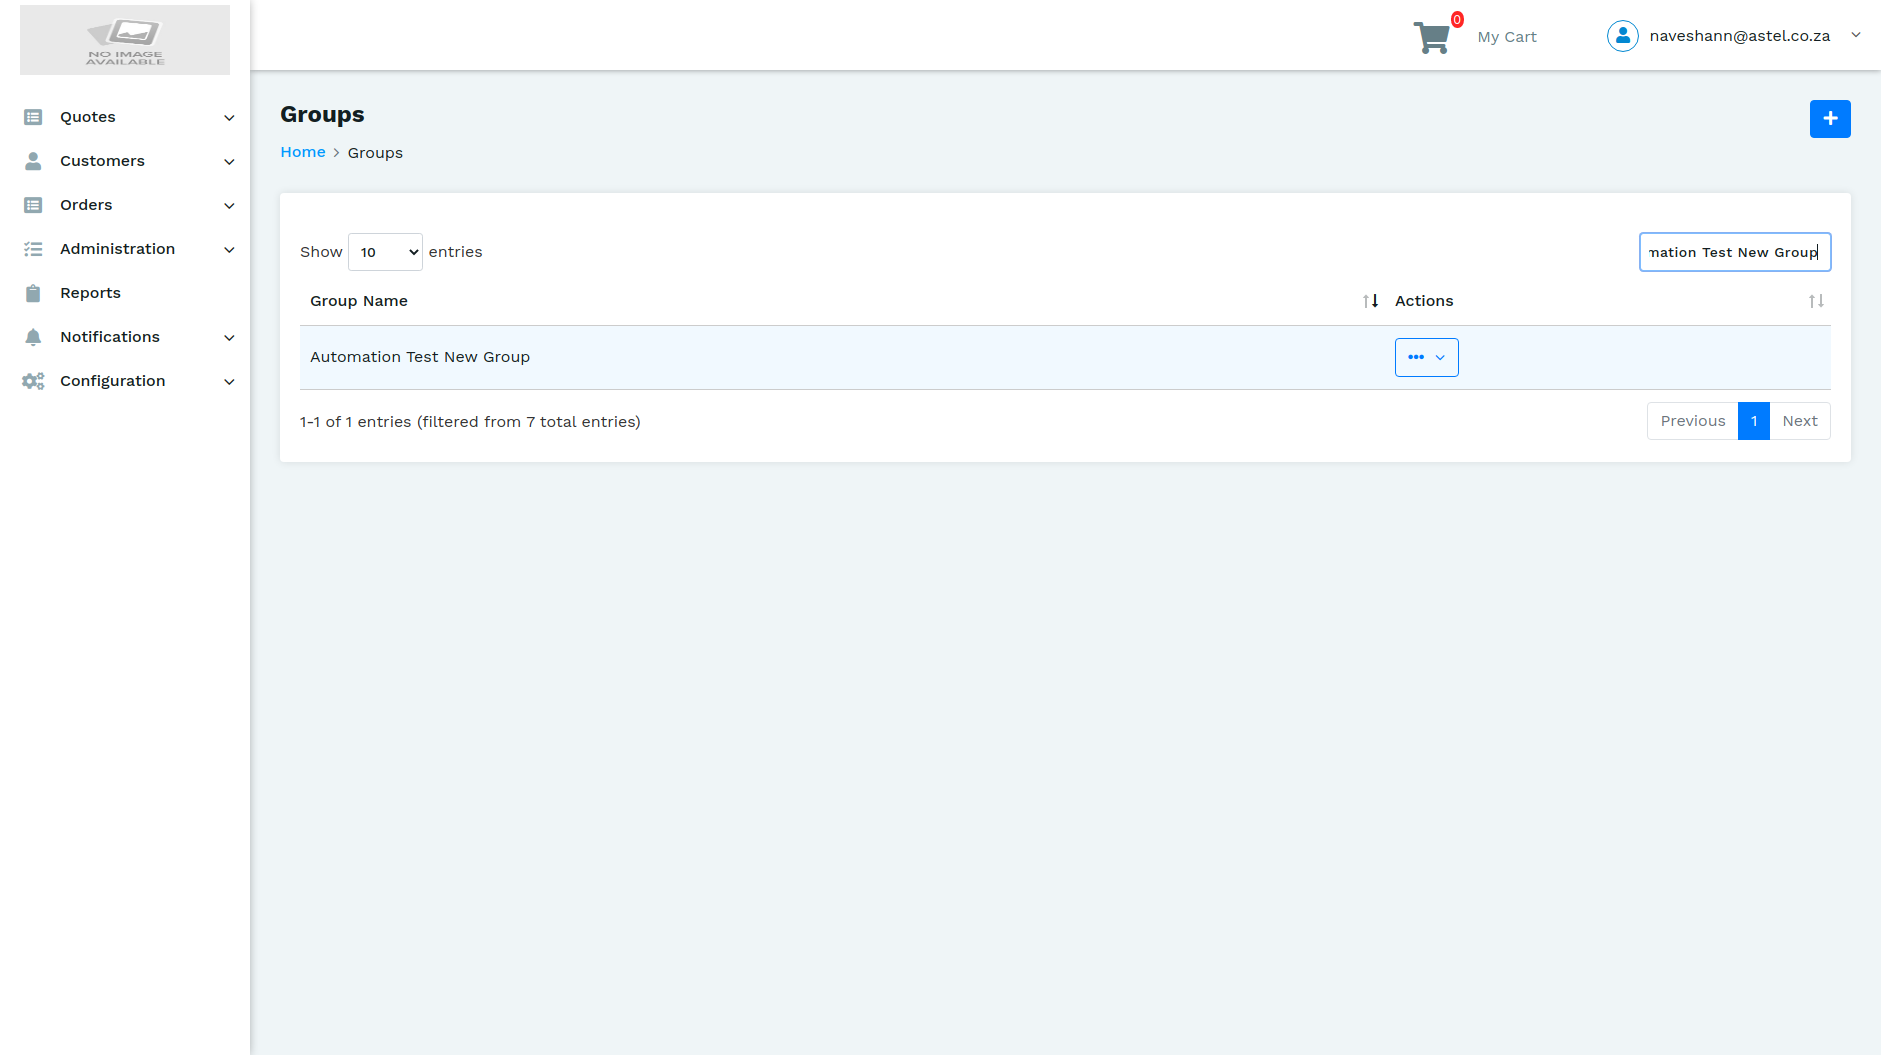 NO IMAGE
AVAILABLE
0
My Cart
naveshann@astel.co.za
Quotes
Customers
Orders
Administration
Reports
Notifications
Configuration
Groups
Home > Groups
Show 10 entries
mation Test New Group
Group Name Actions
Automation Test New Group
1-1 of 1 entries (filtered from 7 total entries)
Previous 1 Next